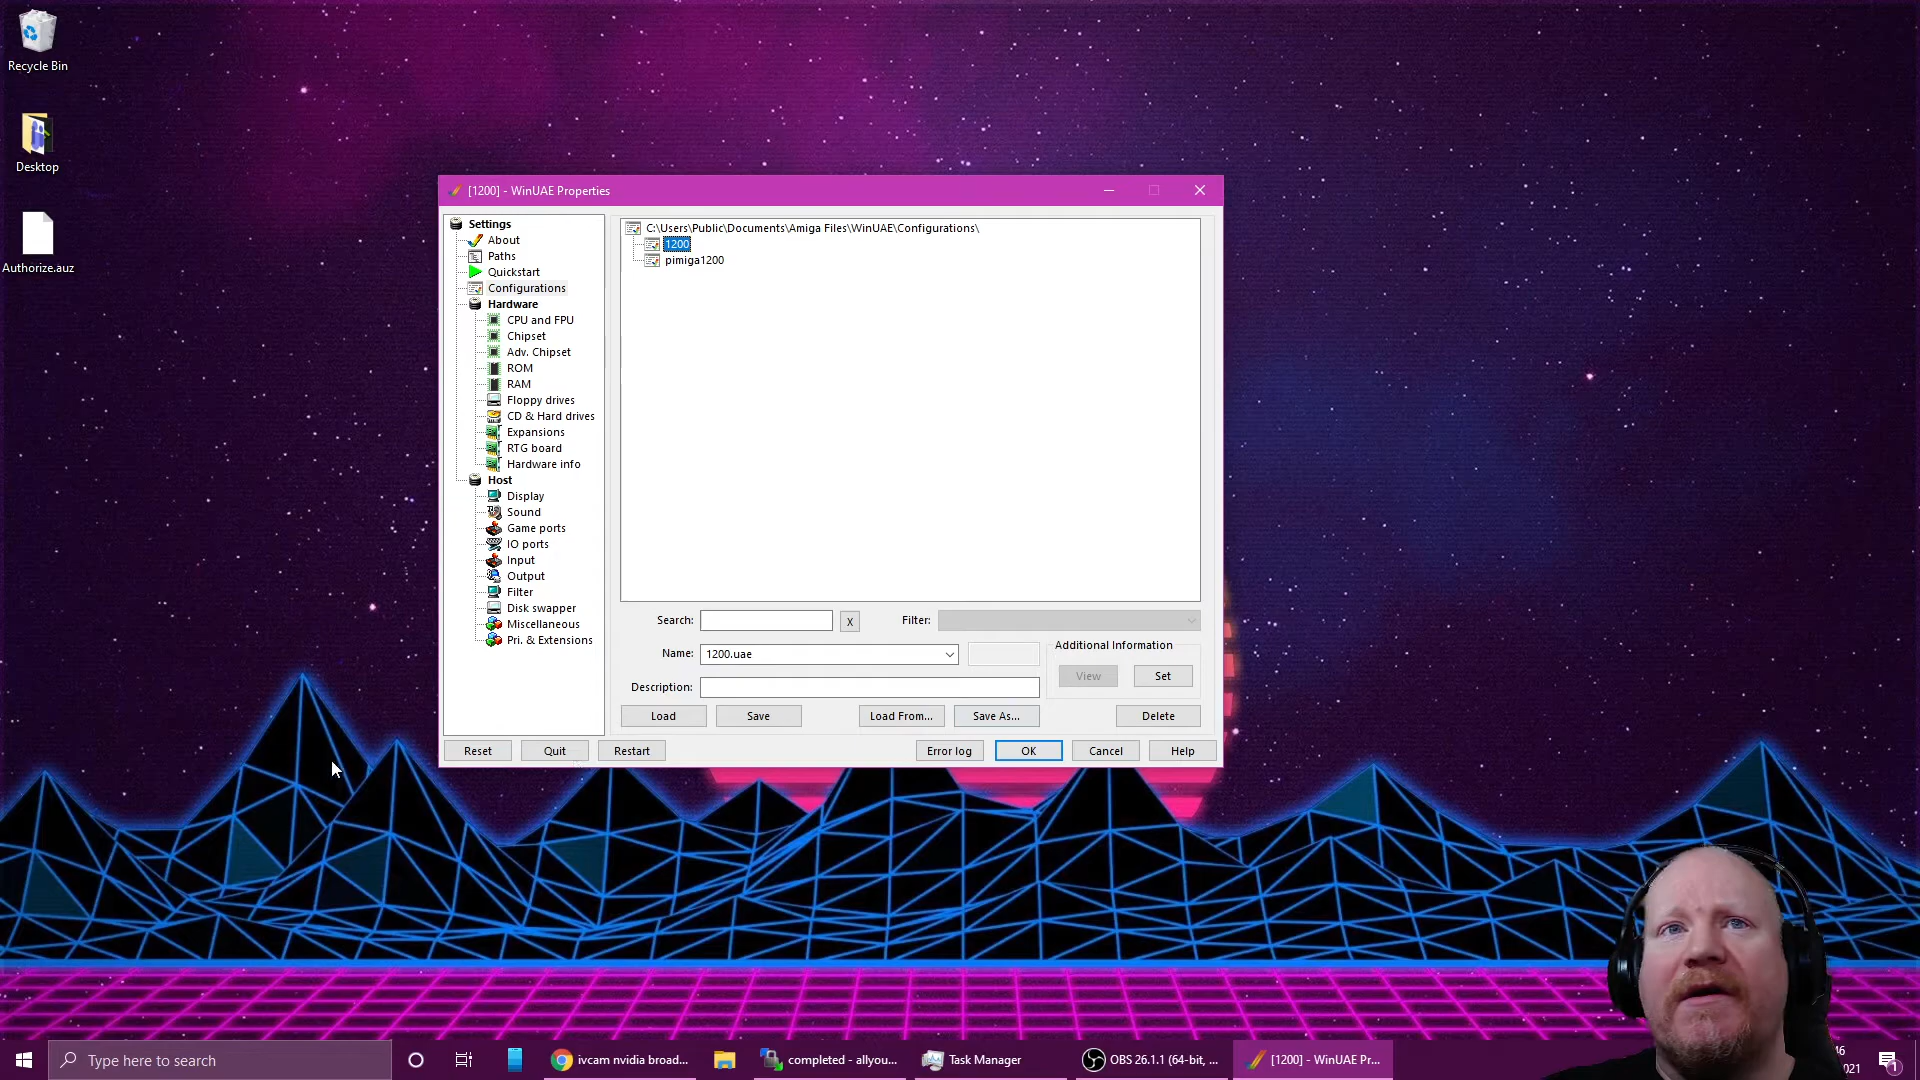 Recycle Bin
Desktop
Authorize.auz
[1200] - WinUAE Properties
Settings
About
Paths
Quickstart
Configurations
Hardware
CPU and FPU
Chipset
Adv. Chipset
ROM
RAM
Floppy drives
CD & Hard drives
Expansions
RTG board
Hardware info
Host
Display
Sound
Game ports
IO ports
Input
Output
Filter
Disk swapper
Miscellaneous
Pri. & Extensions
C:\Users\Public\Documents\Amiga Files\WinUAE\Configurations\
1200
pimiga1200
Search:
X
Filter:
Name:
1200.uae
Additional Information
View
Set
Description:
Load
Save
Load From...
Save As...
Delete
Reset
Quit
Restart
Error log
OK
Cancel
Help
Type here to search
ivcam nvidia broad...
completed - allyou...
Task Manager
OBS 26.1.1 (64-bit, ...
[1200] - WinUAE Pr...
46
021
1